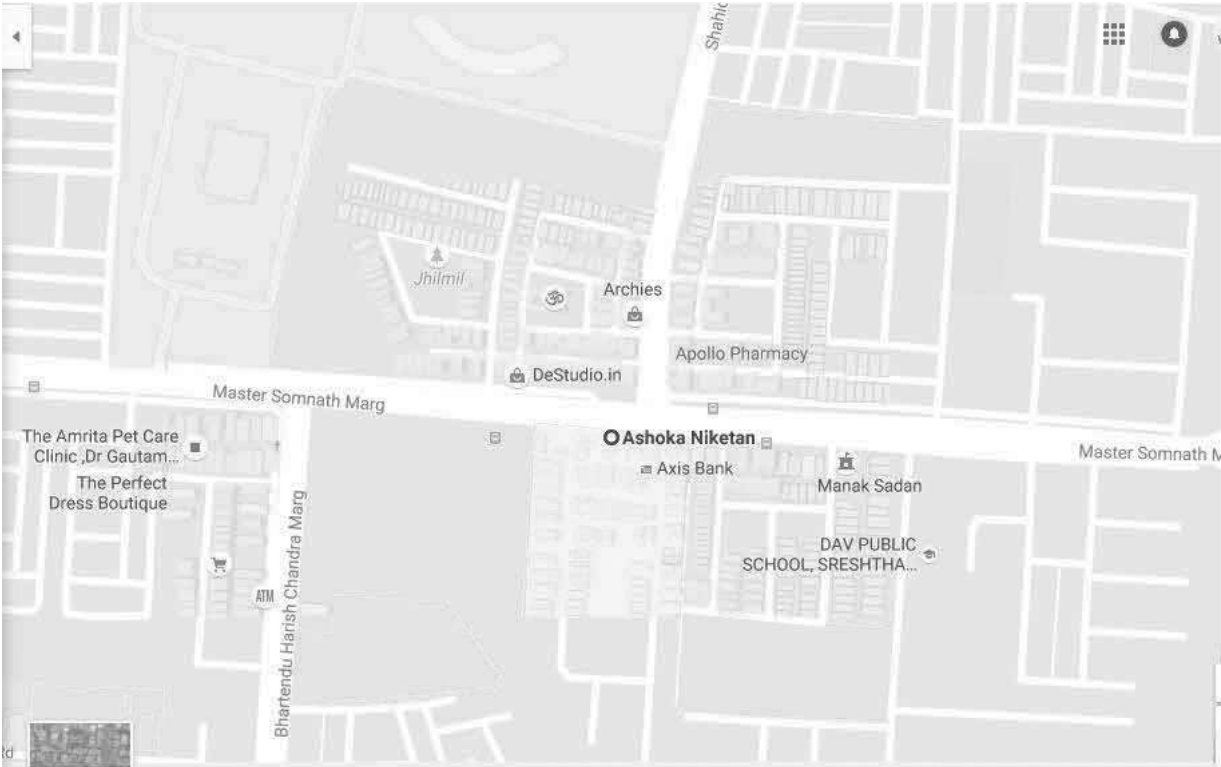 Shahid
Jhilmil
ॐ
Archies
Apollo Pharmacy
DeStudio.in
Master Somnath Marg
Ashoka Niketan
Master Somnath M
The Amrita Pet Care
Clinic ,Dr Gautam...
Axis Bank
The Perfect
Dress Boutique
Manak Sadan
DAV PUBLIC
SCHOOL, SRESHTHA...
ATM
Bhartendu Harish Chandra Marg
Rd